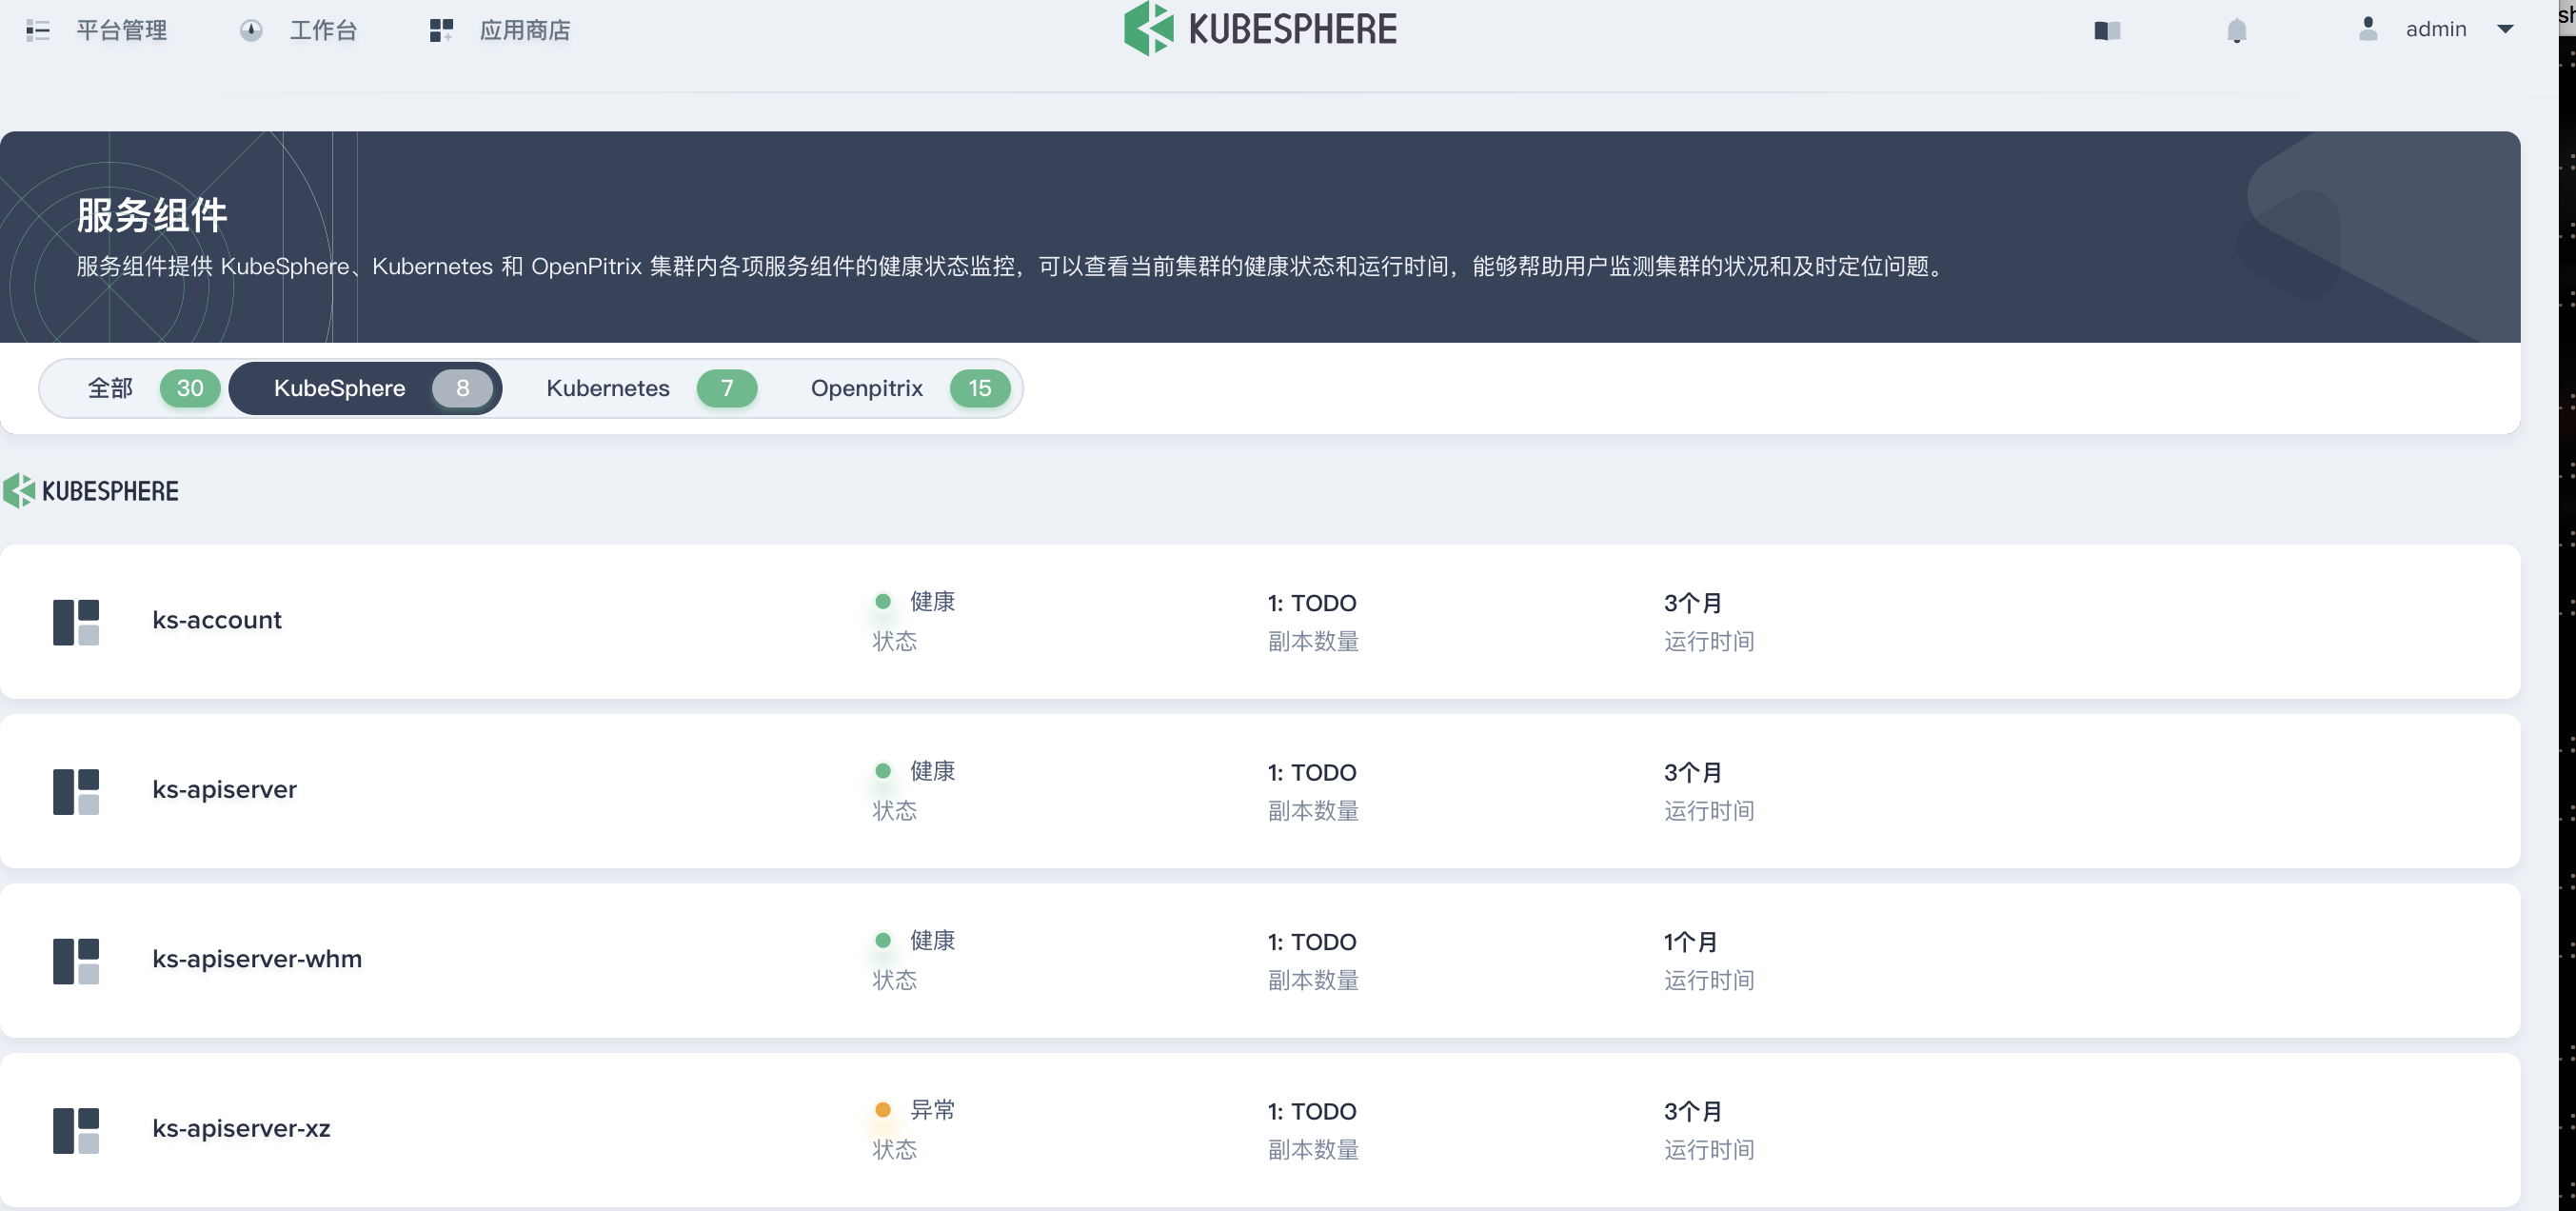 平台管理 工作台 应用商店 KUBESPHERE admin
服务组件
服务组件提供 KubeSphere、Kubernetes 和 OpenPitrix 集群内各项服务组件的健康状态监控，可以查看当前集群的健康状态和运行时间，能够帮助用户监测集群的状况和及时定位问题。
全部 30 KubeSphere 8 Kubernetes 7 Openpitrix 15
KUBESPHERE
ks-account 健康 1: TODO 3个月
状态 副本数量 运行时间
ks-apiserver 健康 1: TODO 3个月
状态 副本数量 运行时间
ks-apiserver-whm 健康 1: TODO 1个月
状态 副本数量 运行时间
ks-apiserver-xz 异常 1: TODO 3个月
状态 副本数量 运行时间